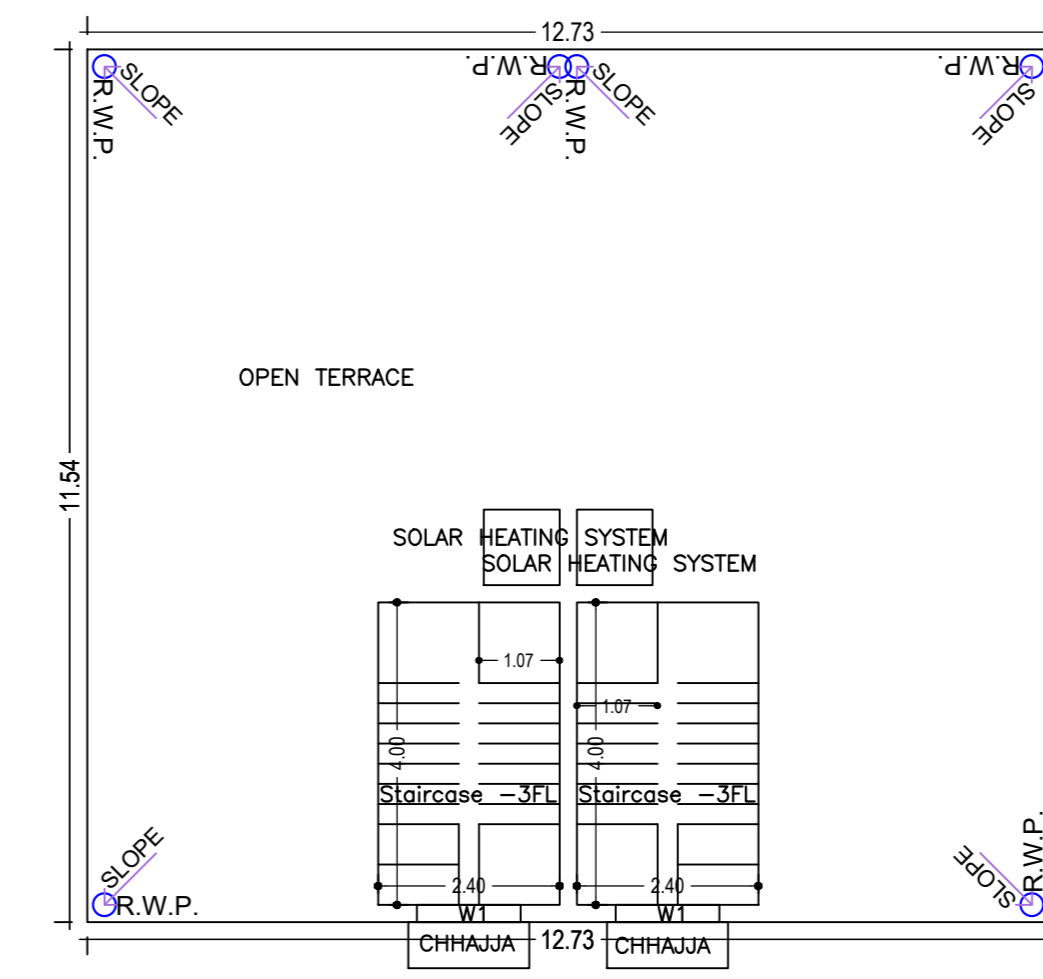 12.73
SLOPE
R.W.P.
R.W.P.
SLOPE
SLOPE
R.W.P.
R.W.P.
SLOPE
OPEN TERRACE
11.54
SOLAR HEATING SYSTEM
SOLAR HEATING SYSTEM
1.07
1.07
4.00
4.00
Staircase -3FL
Staircase -3FL
SLOPE
R.W.P.
2.40
2.40
SLOPE
R.W.P.
W1
W1
CHHAJJA
12.73
CHHAJJA